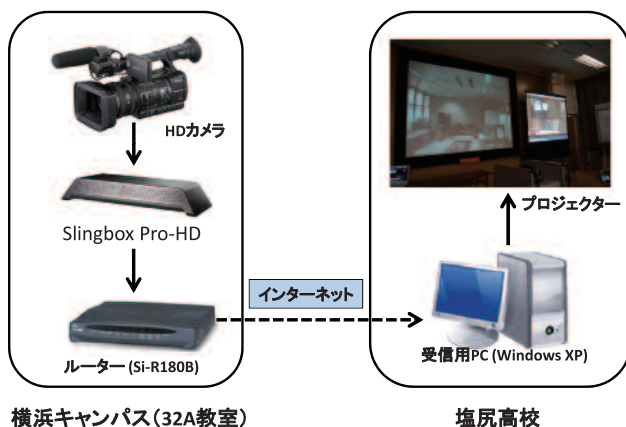 HDカメラ
Slingbox Pro-HD
ルーター (Si-R180B)
横浜キャンパス(32A教室)
インターネット
プロジェクター
受信用PC (Windows XP)
塩尻高校